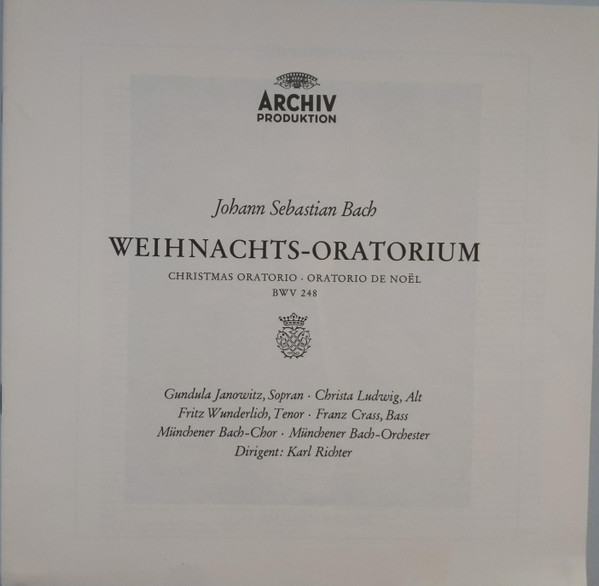 ARCHIV
PRODUKTION
Johann Sebastian Bach
WEIHNACHTS-ORATORIUM
CHRISTMAS ORATORIO · ORATORIO DE NOËL
BWV 248
Gundula Janowitz, Sopran · Christa Ludwig, Alt
Fritz Wunderlich, Tenor · Franz Crass, Bass
Münchener Bach-Chor · Münchener Bach-Orchester
Dirigent: Karl Richter